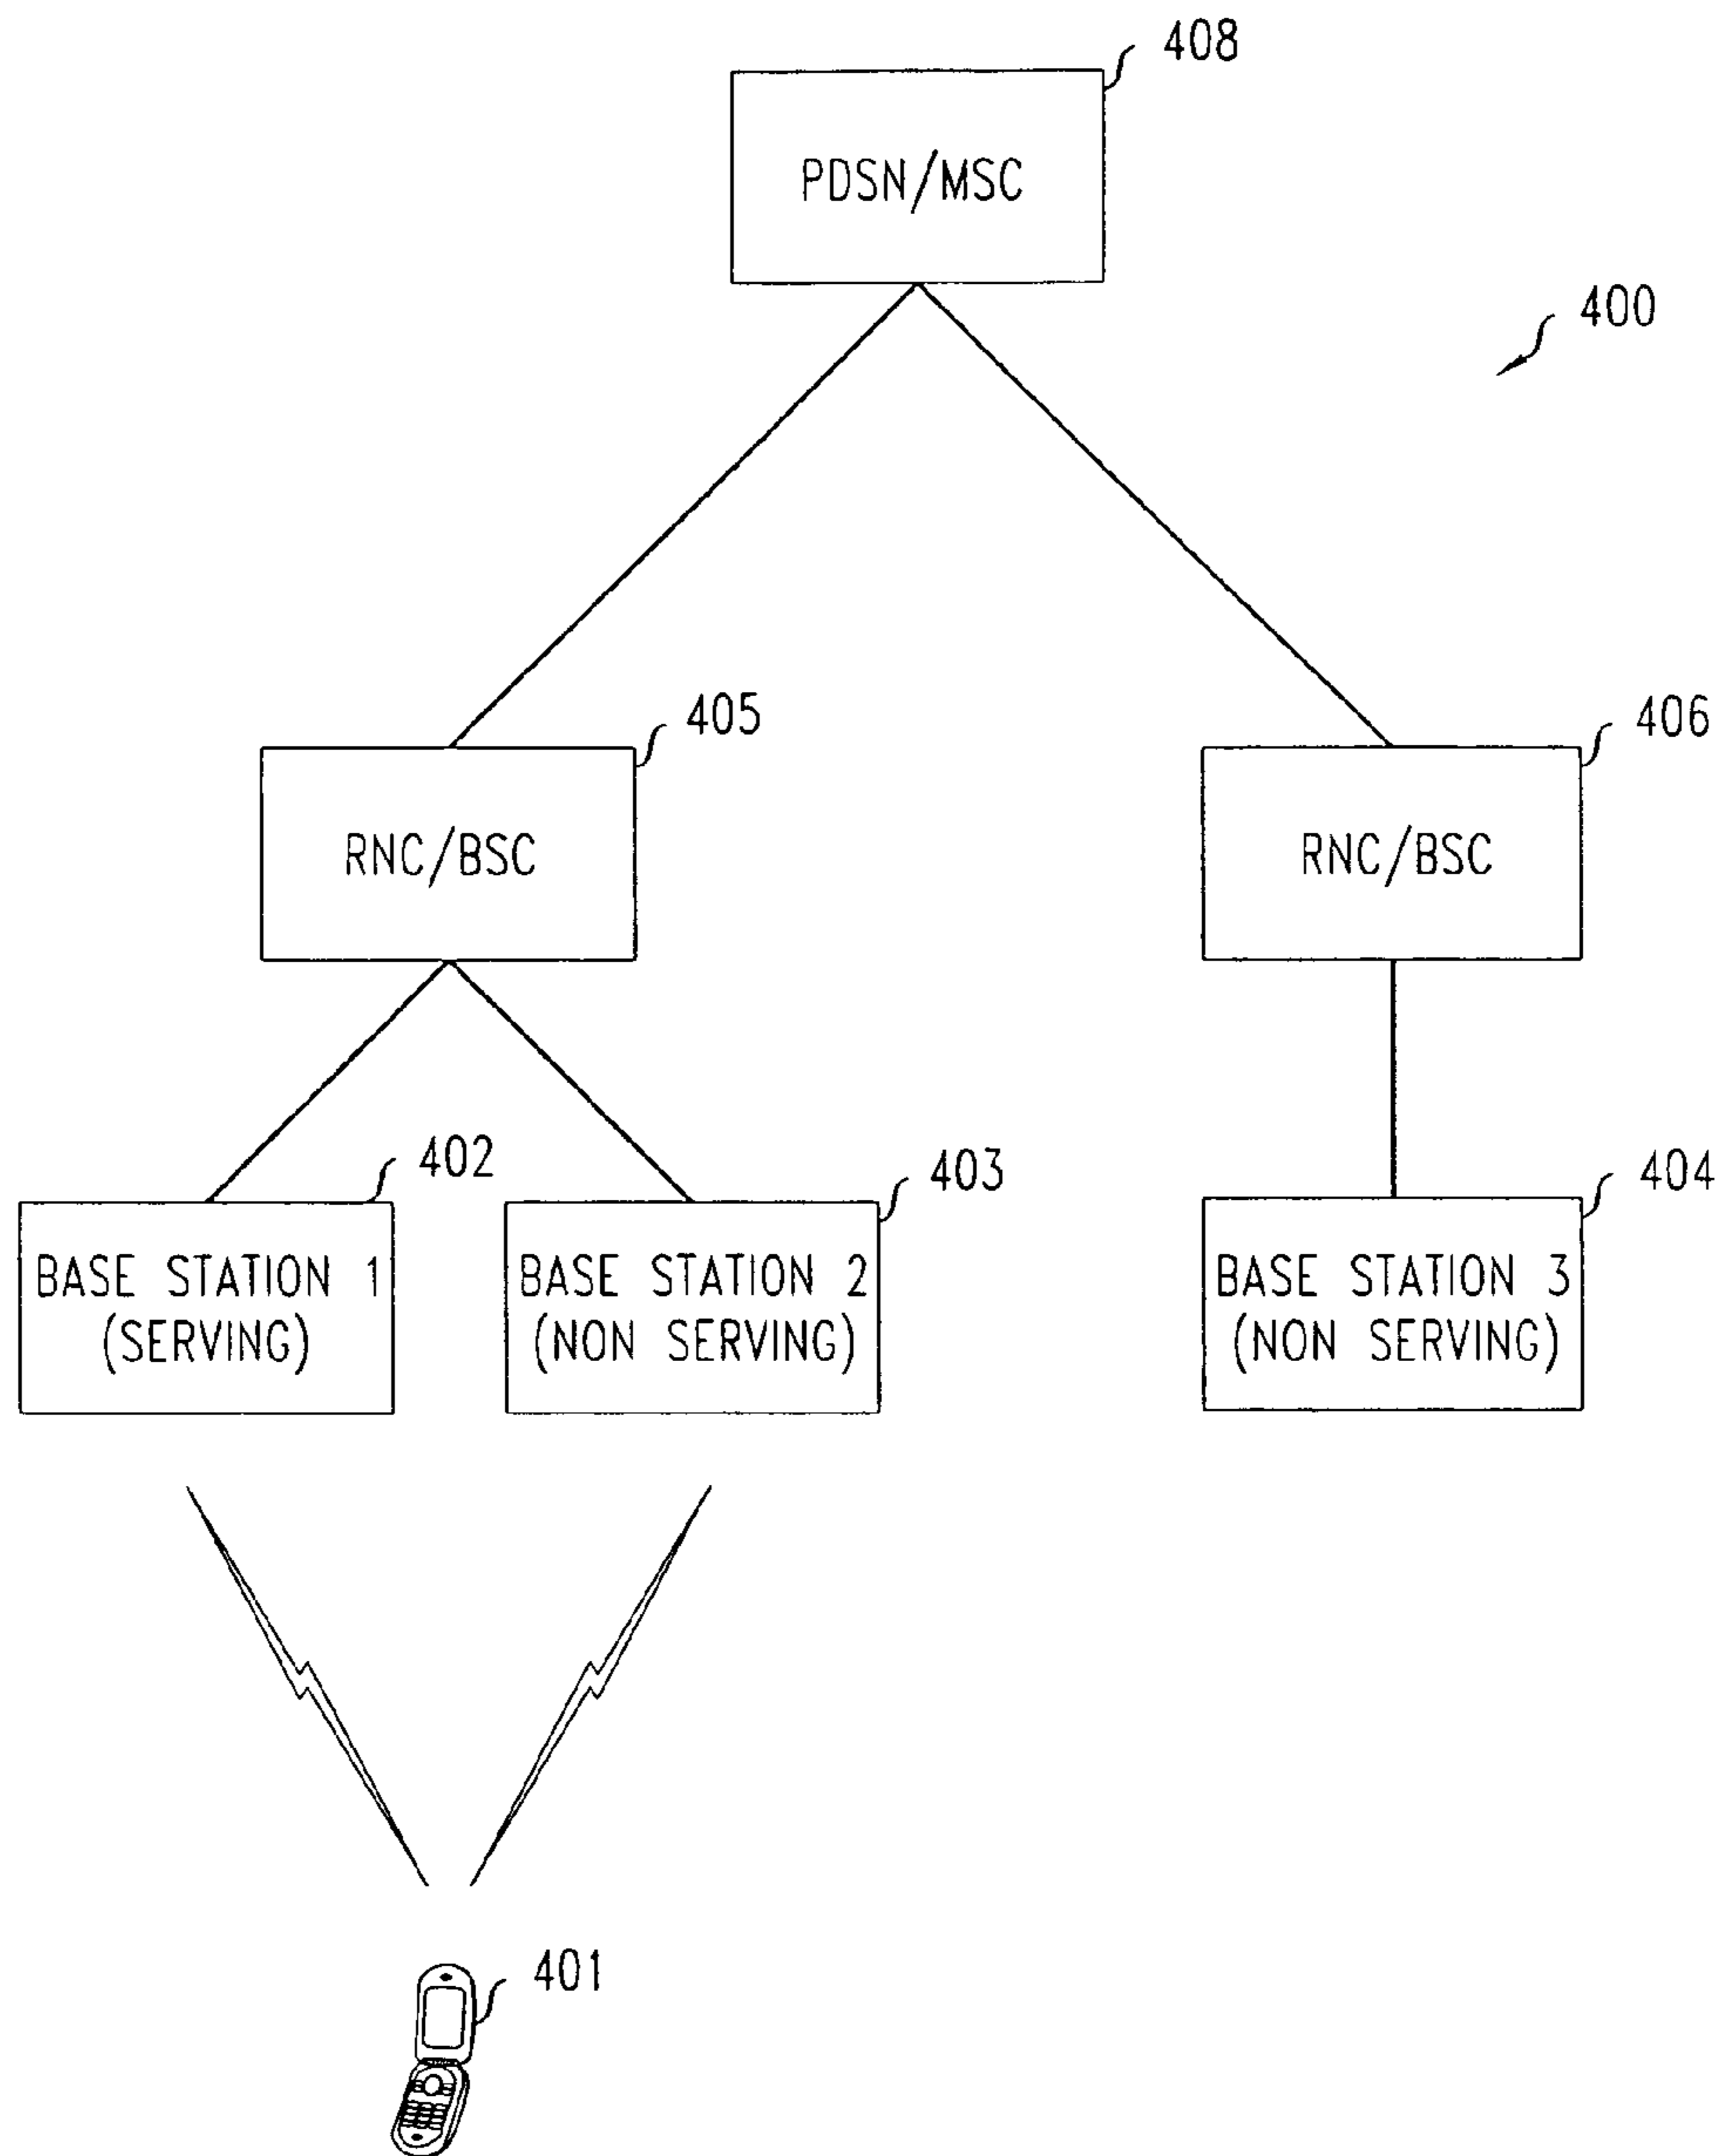 408
PDSN/MSC
400
405
406
RNC/BSC
RNC/BSC
402
403
404
BASE STATION 1
(SERVING)
BASE STATION 2
(NON SERVING)
BASE STATION 3
(NON SERVING)
401